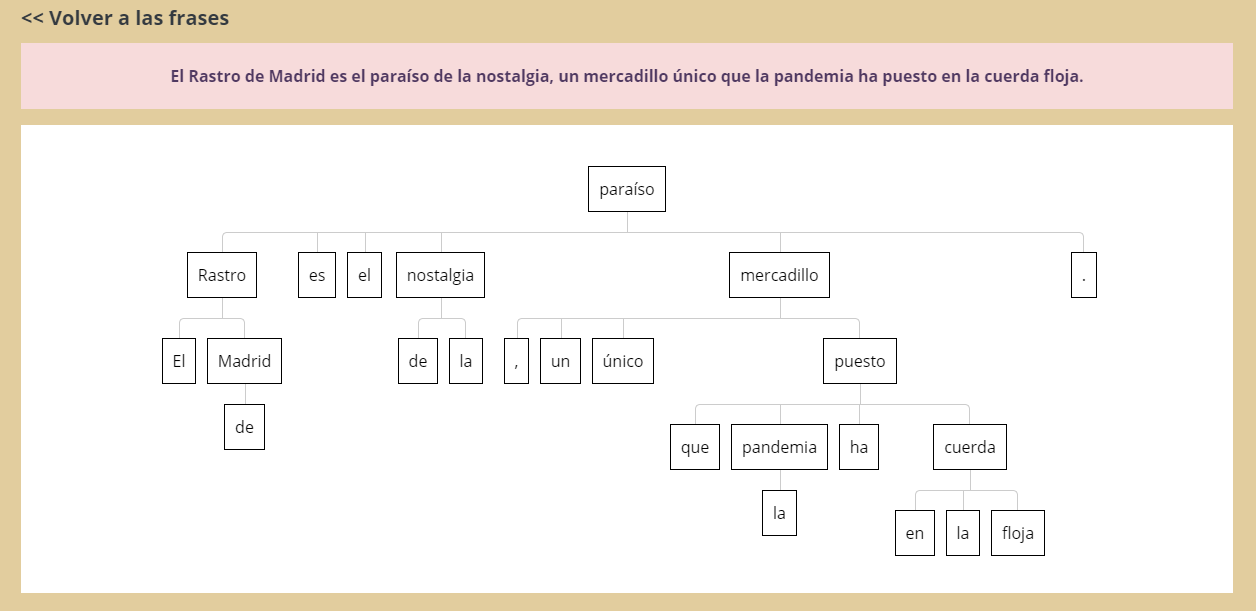 << Volver a las frases
El Rastro de Madrid es el paraíso de la nostalgia, un mercadillo único que la pandemia ha puesto en la cuerda floja.
paraíso
Rastro es el nostalgia mercadillo .
El Madrid de la , un único puesto
de
que pandemia ha cuerda
la
en la floja